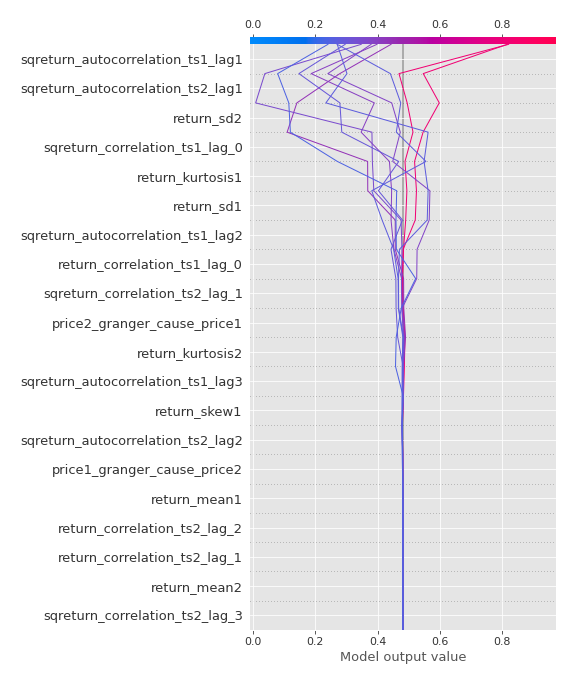 0.0 0.2 0.4 0.6 0.8
sqreturn_autocorrelation_ts1_lag1
sqreturn_autocorrelation_ts2_lag1
return_sd2
sqreturn_correlation_ts1_lag_0
return_kurtosis1
return_sd1
sqreturn_autocorrelation_ts1_lag2
return_correlation_ts1_lag_0
sqreturn_correlation_ts2_lag_1
price2_granger_cause_price1
return_kurtosis2
sqreturn_autocorrelation_ts1_lag3
return_skew1
sqreturn_autocorrelation_ts2_lag2
price1_granger_cause_price2
return_mean1
return_correlation_ts2_lag_2
return_correlation_ts2_lag_1
return_mean2
sqreturn_correlation_ts2_lag_3
0.0 0.2 0.4 0.6 0.8
Model output value